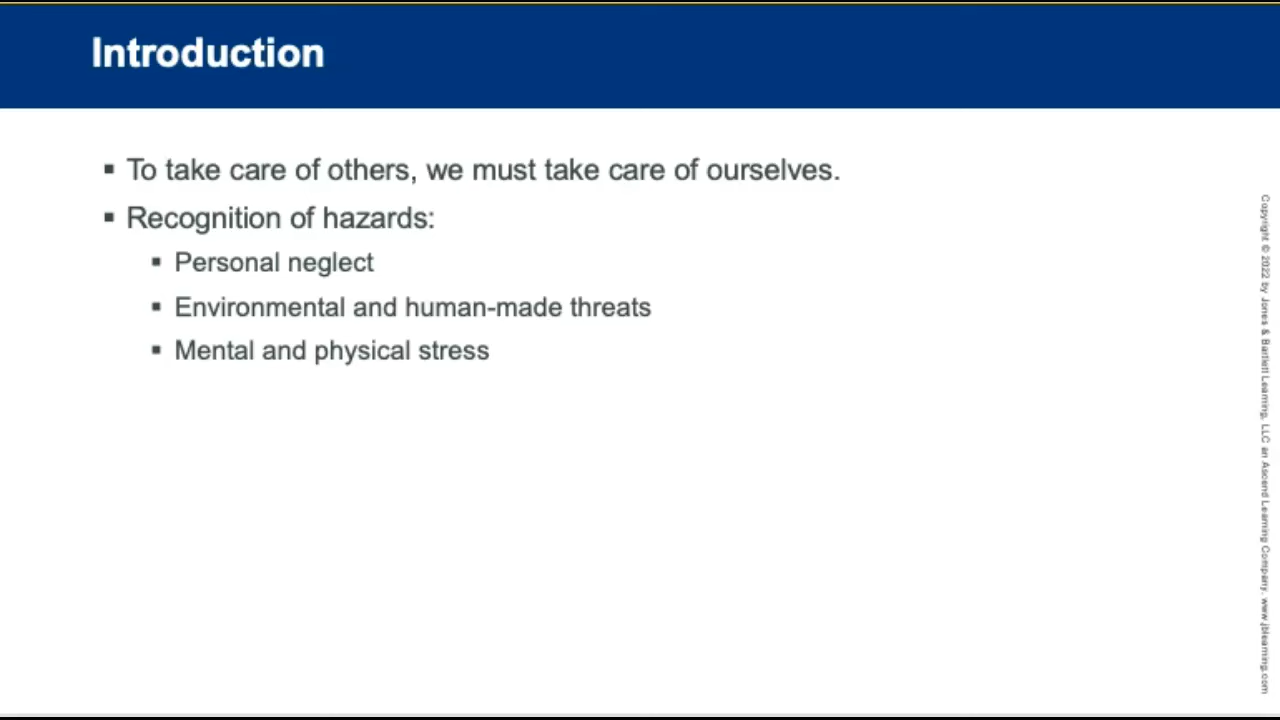 Introduction
▪ To take care of others, we must take care of ourselves.
▪ Recognition of hazards:
▪ Personal neglect
▪ Environmental and human-made threats
▪ Mental and physical stress
Copyright © 2022 by Jones & Bartlett Learning, LLC an Ascend Learning Company. www.jblearning.com